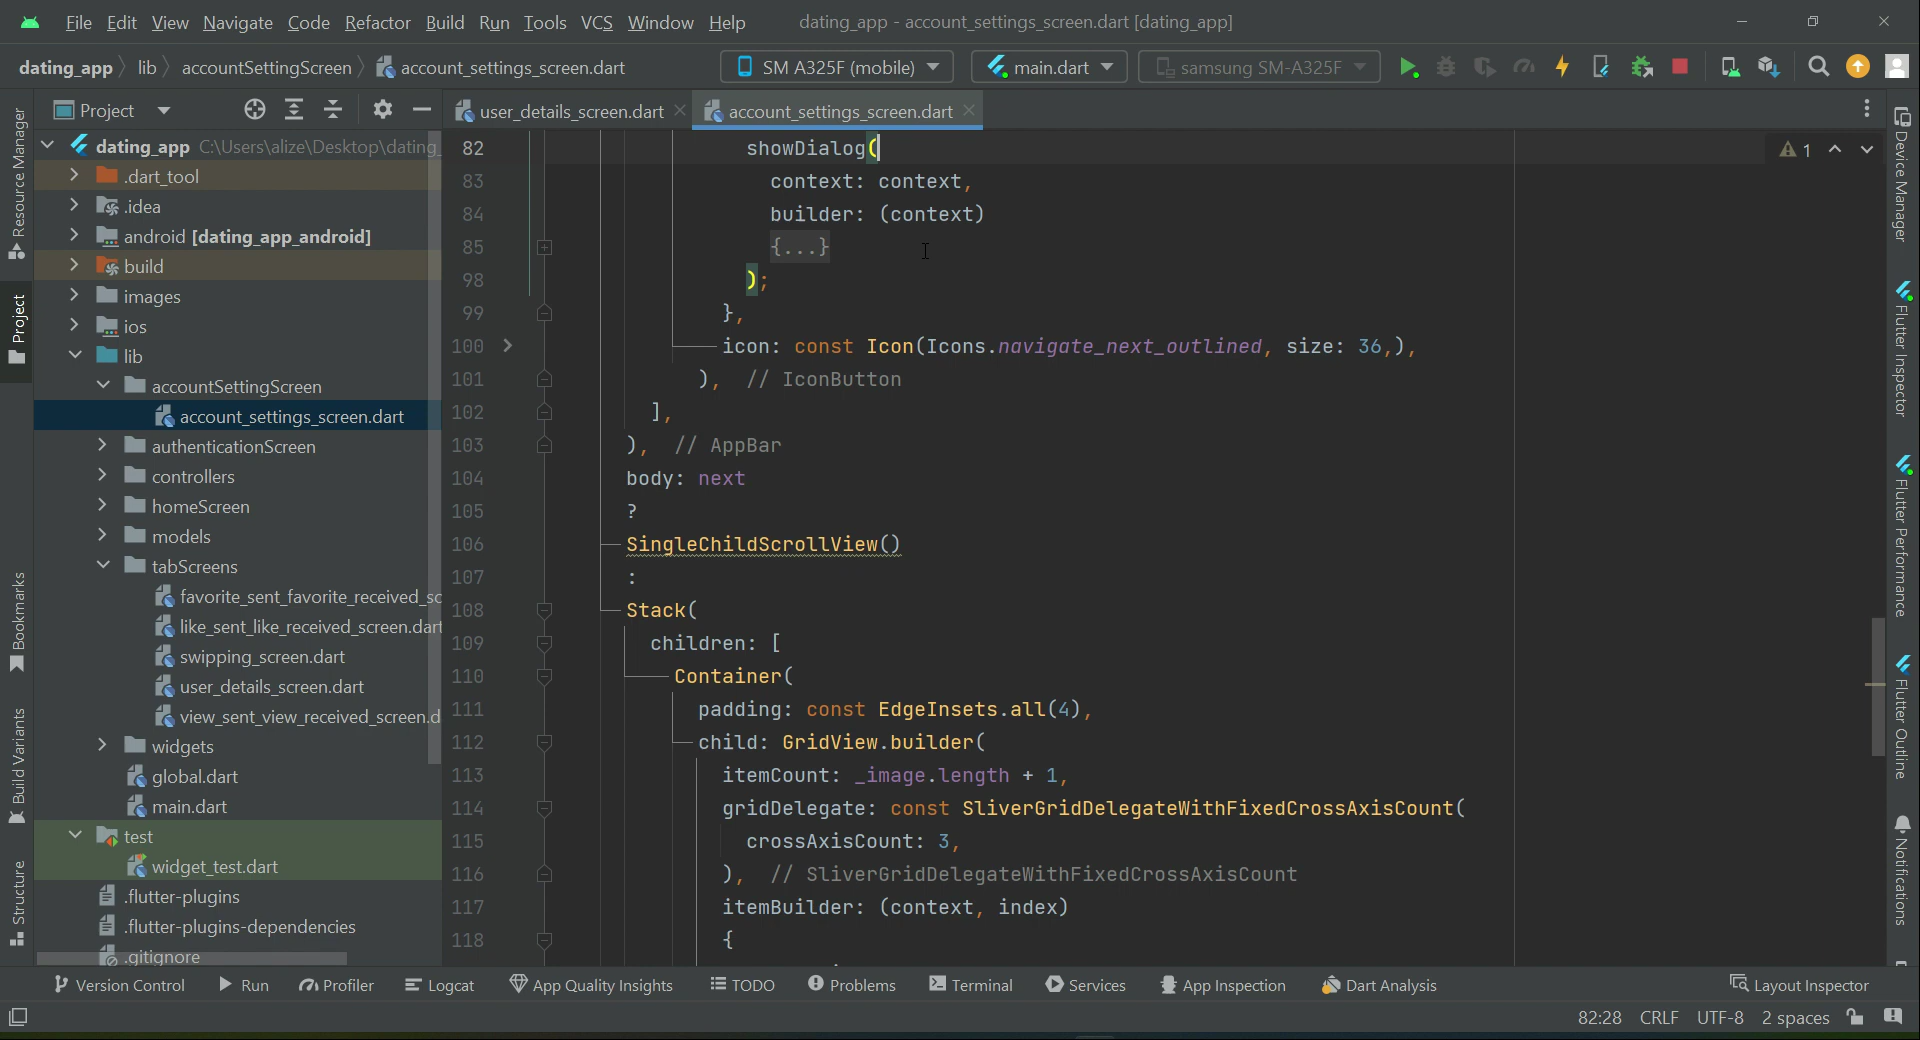 File Edit View Navigate Code Refactor Build Run Tools VCS Window Help dating_app - account_settings_screen.dart [dating_app]
dating_app lib accountSettingScreen account_settings_screen.dart SM A325F (mobile) main.dart samsung SM-A325F
Project
user_details_screen.dart account_settings_screen.dart
Resource Manager
Project
Bookmarks
Build Variants
Structure
dating_app C:\Users\alize\Desktop\dating_
.dart_tool
.idea
android [dating_app_android]
build
images
ios
lib
accountSettingScreen
account_settings_screen.dart
authenticationScreen
controllers
homeScreen
models
tabScreens
favorite_sent_favorite_received_sc
like_sent_like_received_screen.dart
swipping_screen.dart
user_details_screen.dart
view_sent_view_received_screen.d
widgets
global.dart
main.dart
test
widget_test.dart
.flutter-plugins
.flutter-plugins-dependencies
.gitignore
82 showDialog(
83 context: context,
84 builder: (context)
85 {...}
98 );
99 },
100 icon: const Icon(Icons.navigate_next_outlined, size: 36,),
101 ), // IconButton
102 ],
103 ), // AppBar
104 body: next
105 ?
106 SingleChildScrollView()
107 :
108 Stack(
109 children: [
110 Container(
111 padding: const EdgeInsets.all(4),
112 child: GridView.builder(
113 itemCount: _image.length + 1,
114 gridDelegate: const SliverGridDelegateWithFixedCrossAxisCount(
115 crossAxisCount: 3,
116 ), // SliverGridDelegateWithFixedCrossAxisCount
117 itemBuilder: (context, index)
118 {
1
Device Manager
Flutter Inspector
Flutter Performance
Flutter Outline
Notifications
Version Control Run Profiler Logcat App Quality Insights TODO Problems Terminal Services App Inspection Dart Analysis Layout Inspector
82:28 CRLF UTF-8 2 spaces